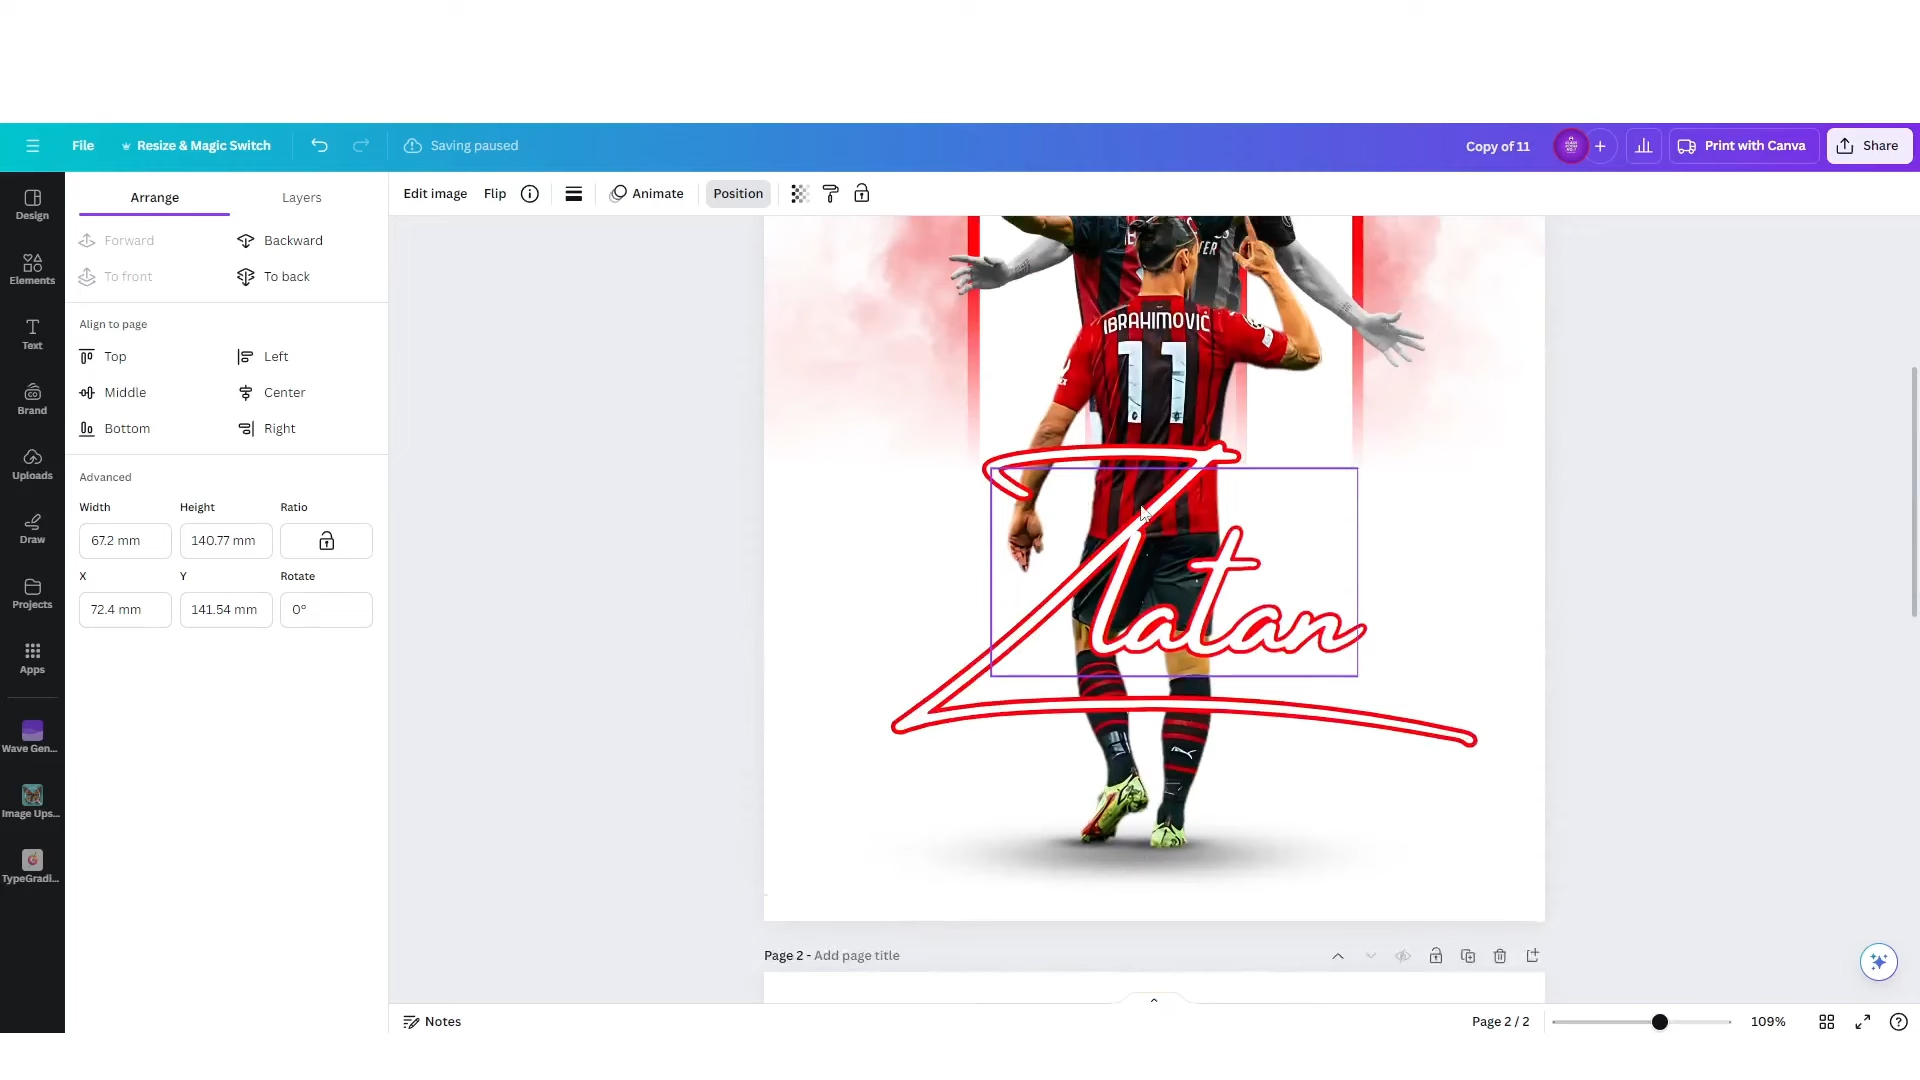 File
Resize & Magic Switch
Saving paused
Copy of 11
Print with Canva
Share
Design
Elements
Text
Brand
Uploads
Draw
Projects
Apps
Wave Gen...
Image Ups...
TypeGradi...
Arrange
Layers
Forward
Backward
To front
To back
Align to page
Top
Left
Middle
Center
Bottom
Right
Advanced
Width
Height
Ratio
67.2 mm
140.77 mm
X
Y
Rotate
72.4 mm
141.54 mm
0°
Edit image
Flip
Animate
Position
IBRAHIMOVIĆ
11
Zlatan
Page 2 - Add page title
Notes
Page 2 / 2
109%